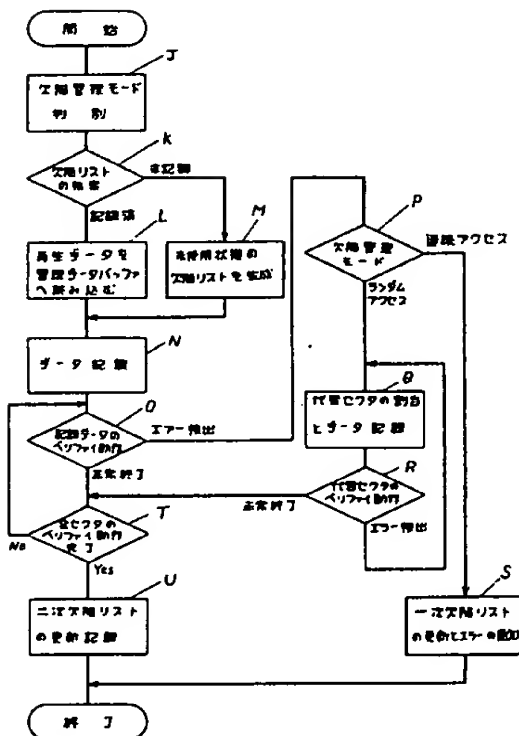 開 始
J
欠陥管理モード
判 別
K
欠陥リスト
の検索
未記録
記録済
L
再生データを
管理データバッファ
へ読み込む
M
未使用状態の
欠陥リストを生成
N
データ記録
O
記録データの
ベリファイ動作
エラー検出
正常終了
P
欠陥管理
モード
連続アクセス
ランダム
アクセス
Q
代替セクタの割当
とデータ記録
R
代替セクタの
ベリファイ動作
正常終了
エラー検出
T
全セクタの
ベリファイ動作
完了
No
Yes
U
二次欠陥リスト
の更新記録
S
一次欠陥リスト
の更新とエラーの
終 了